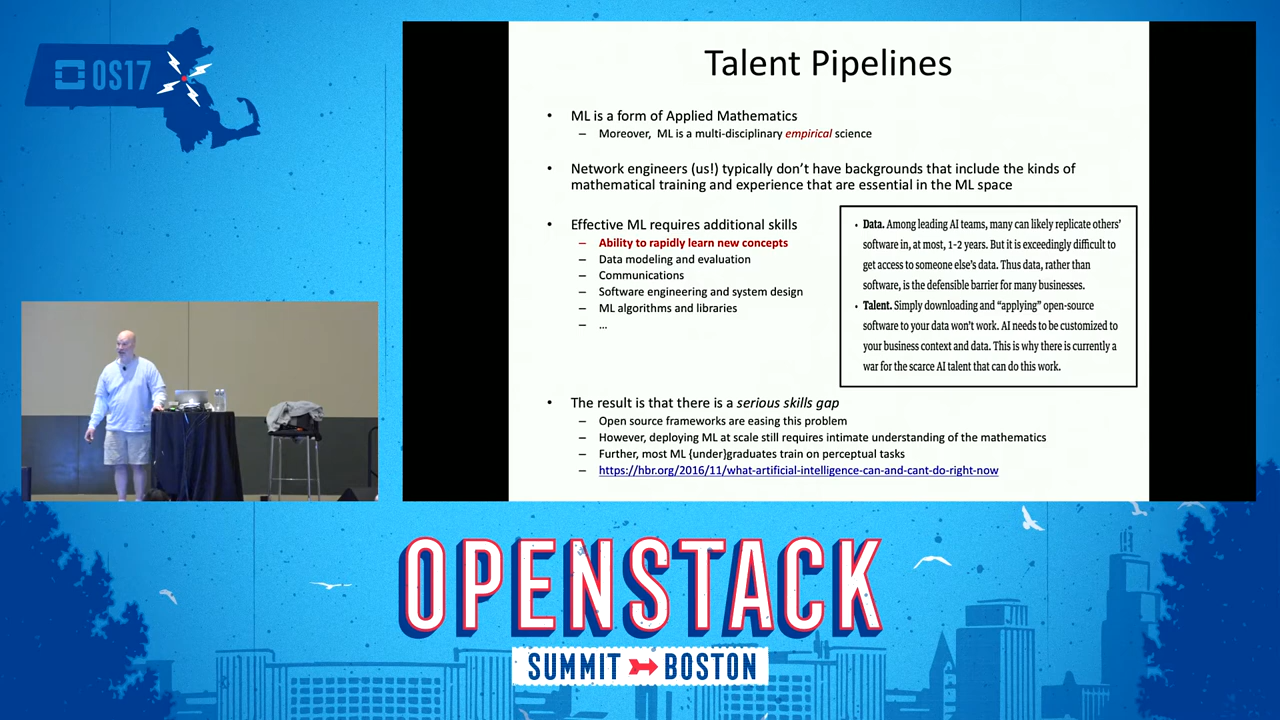 OS17
Talent Pipelines
• ML is a form of Applied Mathematics
– Moreover, ML is a multi-disciplinary empirical science
• Network engineers (us!) typically don't have backgrounds that include the kinds of
mathematical training and experience that are essential in the ML space
• Effective ML requires additional skills
– Ability to rapidly learn new concepts
– Data modeling and evaluation
– Communications
– Software engineering and system design
– ML algorithms and libraries
– ...
• Data. Among leading AI teams, many can likely replicate others'
software in, at most, 1-2 years. But it is exceedingly difficult to
get access to someone else's data. Thus data, rather than
software, is the defensible barrier for many businesses.
• Talent. Simply downloading and "applying" open-source
software to your data won't work. AI needs to be customized to
your business context and data. This is why there is currently a
war for the scarce AI talent that can do this work.
• The result is that there is a serious skills gap
– Open source frameworks are easing this problem
– However, deploying ML at scale still requires intimate understanding of the mathematics
– Further, most ML {under}graduates train on perceptual tasks
– https://hbr.org/2016/11/what-artificial-intelligence-can-and-cant-do-right-now
OPENSTACK
SUMMIT BOSTON